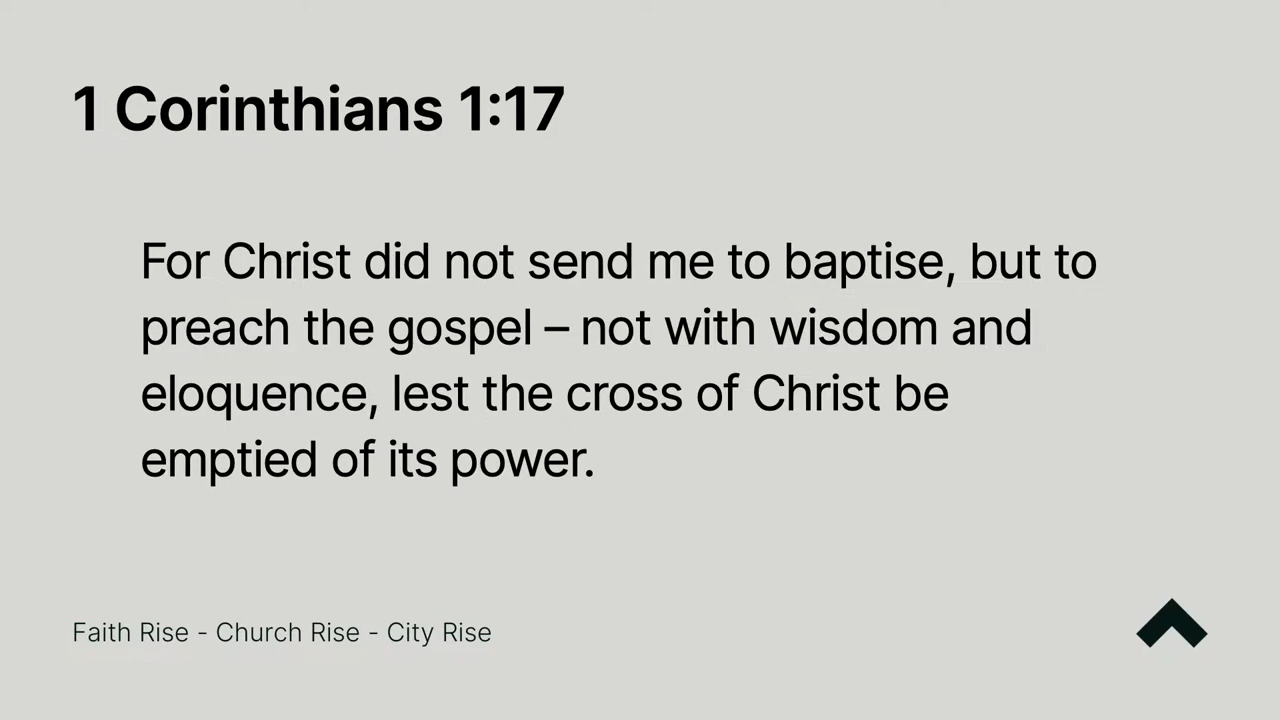 1 Corinthians 1:17
For Christ did not send me to baptise, but to
preach the gospel – not with wisdom and
eloquence, lest the cross of Christ be
emptied of its power.
Faith Rise - Church Rise - City Rise